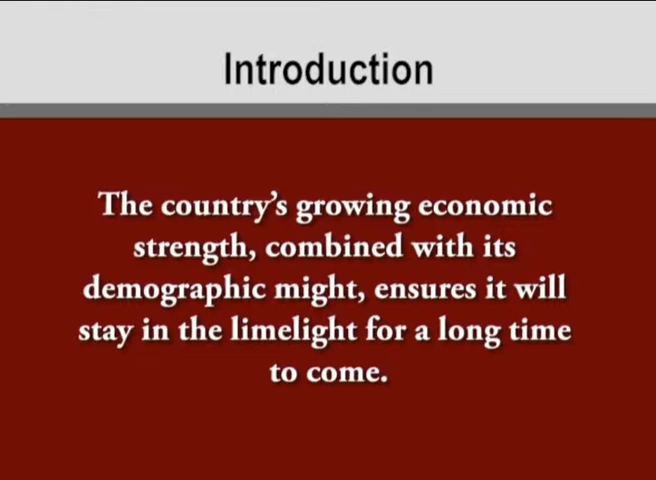 Introduction
The country’s growing economic
strength, combined with its
demographic might, ensures it will
stay in the limelight for a long time
to come.